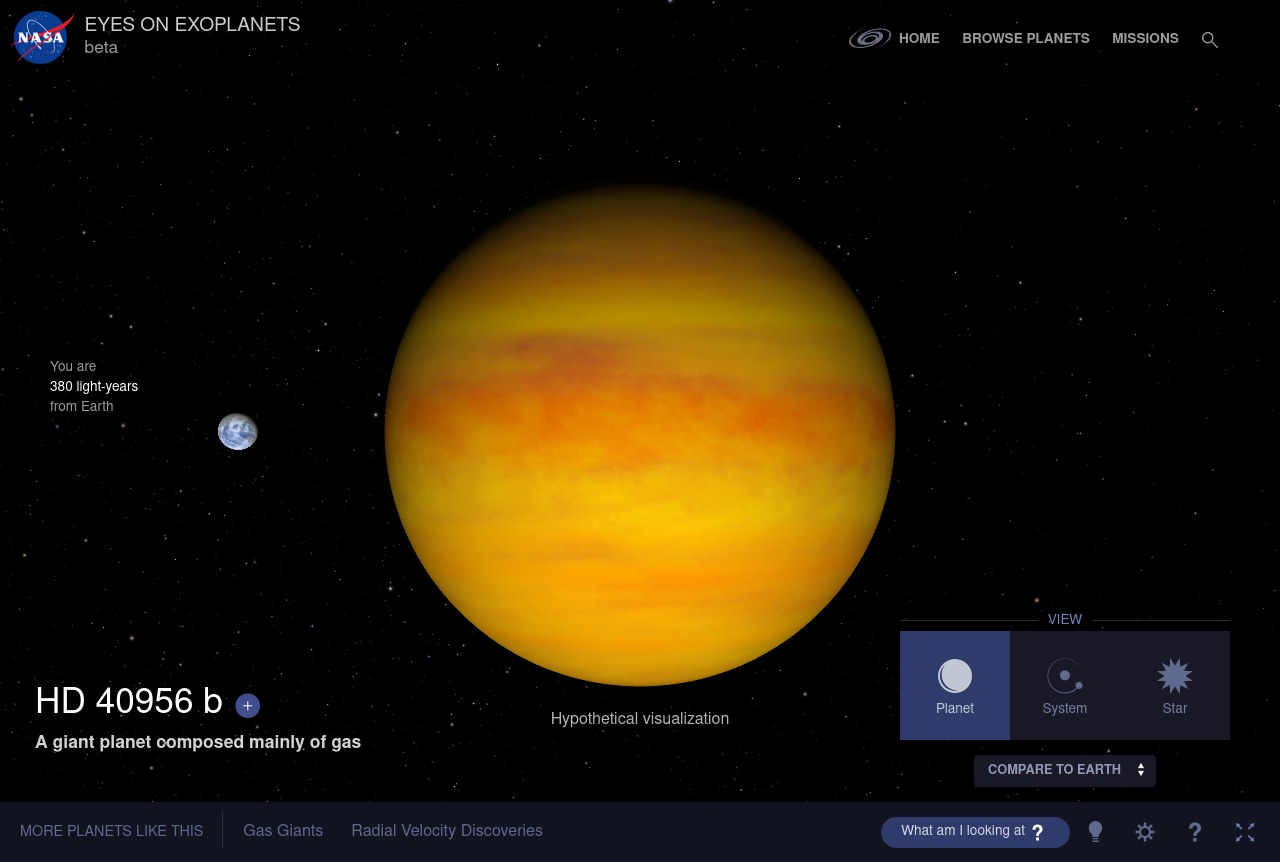 NASA
EYES ON EXOPLANETS
beta
HOME
BROWSE PLANETS
MISSIONS
You are
380 light-years
from Earth
HD 40956 b +
A giant planet composed mainly of gas
Hypothetical visualization
VIEW
Planet
System
Star
COMPARE TO EARTH
MORE PLANETS LIKE THIS
Gas Giants
Radial Velocity Discoveries
What am I looking at ?
?